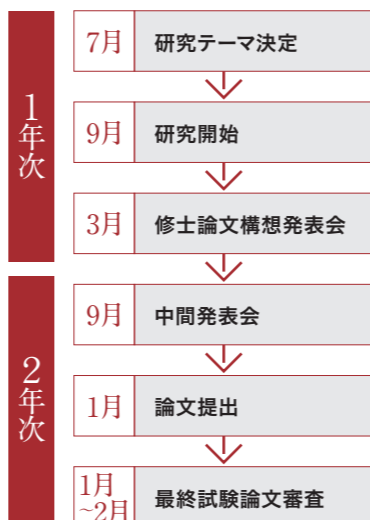 1年次
7月 研究テーマ決定
9月 研究開始
3月 修士論文構想発表会
2年次
9月 中間発表会
1月 論文提出
1月
~2月 最終試験論文審査